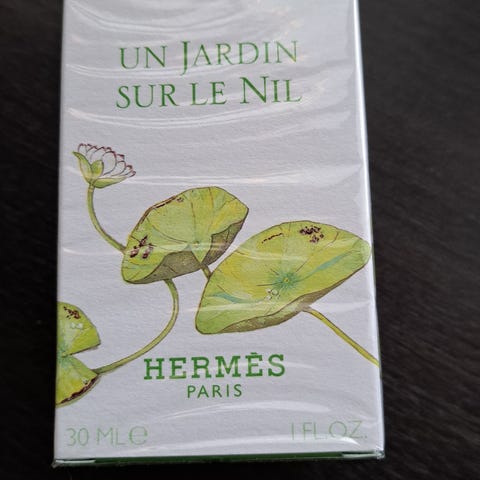 UN JARDIN
SUR LE NIL
HERMÈS
PARIS
30 ML ℮
1 FL.OZ.